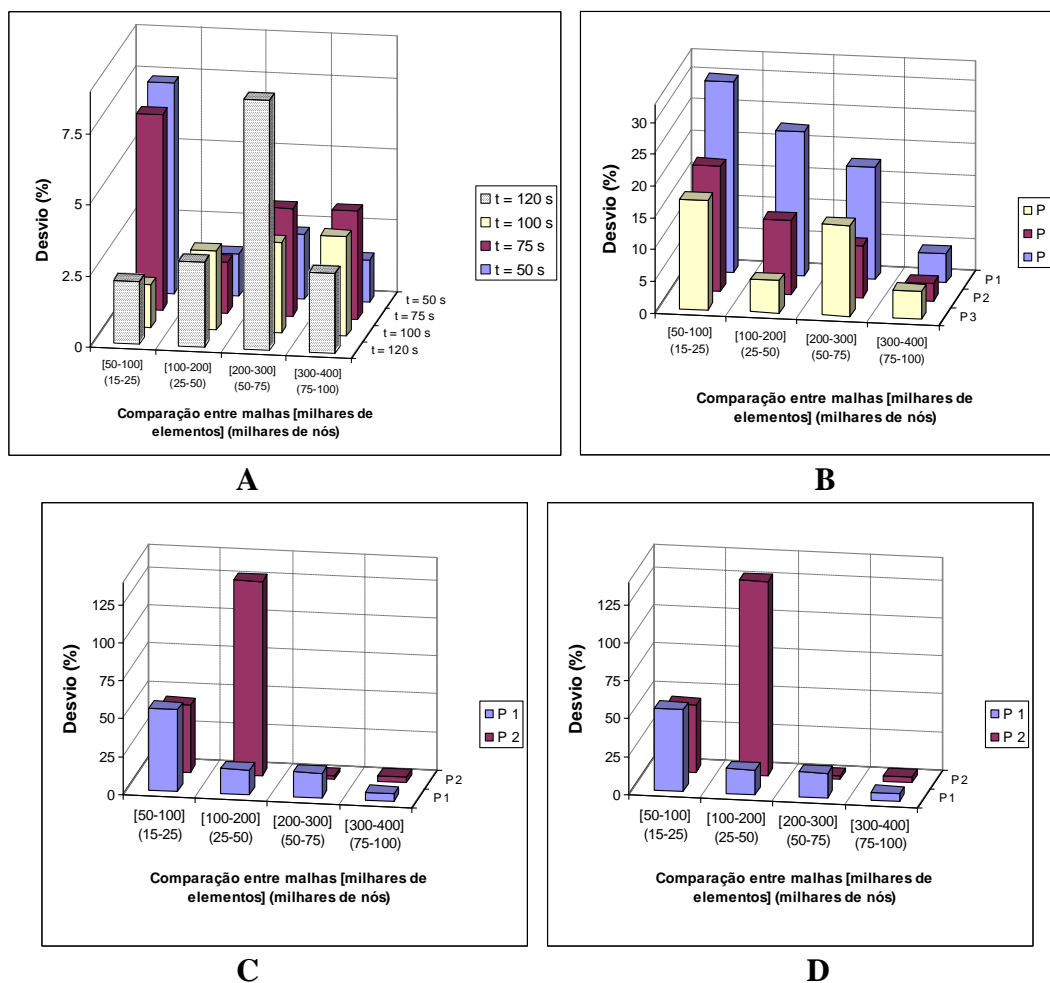 7.5
5
2.5
0
Desvio (%)
[50-100]
(15-25)
[100-200]
(25-50)
[200-300]
(50-75)
[300-400]
(75-100)
t = 50 s
t = 75 s
t = 100 s
t = 120 s
Comparação entre malhas [milhares de
elementos] (milhares de nós)
t = 120 s
t = 100 s
t = 75 s
t = 50 s
A
30
25
20
15
10
5
0
Desvio (%)
[50-100]
(15-25)
[100-200]
(25-50)
[200-300]
(50-75)
[300-400]
(75-100)
P1
P2
P3
Comparação entre malhas [milhares de
elementos] (milhares de nós)
P
P
P
B
125
100
75
50
25
0
Desvio (%)
[50-100]
(15-25)
[100-200]
(25-50)
[200-300]
(50-75)
[300-400]
(75-100)
P2
P1
Comparação entre malhas [milhares de
elementos] (milhares de nós)
P 1
P 2
C
125
100
75
50
25
0
Desvio (%)
[50-100]
(15-25)
[100-200]
(25-50)
[200-300]
(50-75)
[300-400]
(75-100)
P2
P1
Comparação entre malhas [milhares de
elementos] (milhares de nós)
P 1
P 2
D